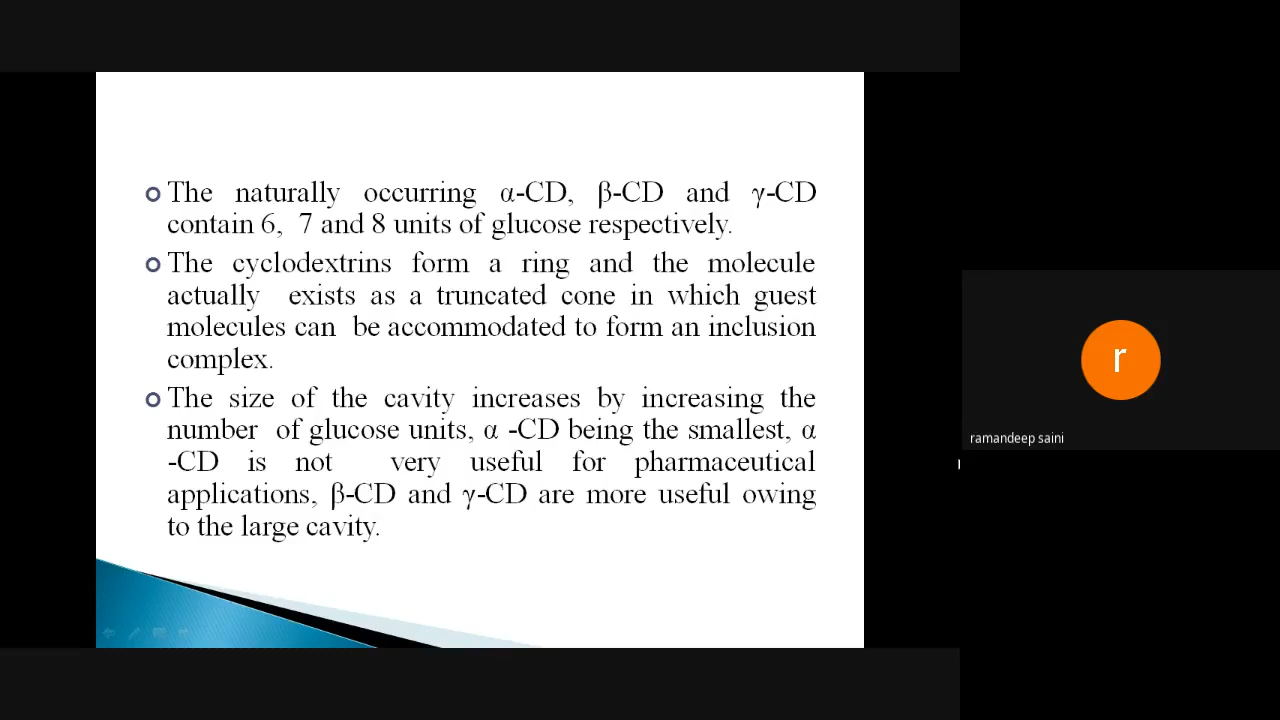 The naturally occurring α-CD, β-CD and γ-CD
contain 6, 7 and 8 units of glucose respectively.
The cyclodextrins form a ring and the molecule
actually exists as a truncated cone in which guest
molecules can be accommodated to form an inclusion
complex.
The size of the cavity increases by increasing the
number of glucose units, α -CD being the smallest, α
-CD is not very useful for pharmaceutical
applications, β-CD and γ-CD are more useful owing
to the large cavity.
r
ramandeep saini